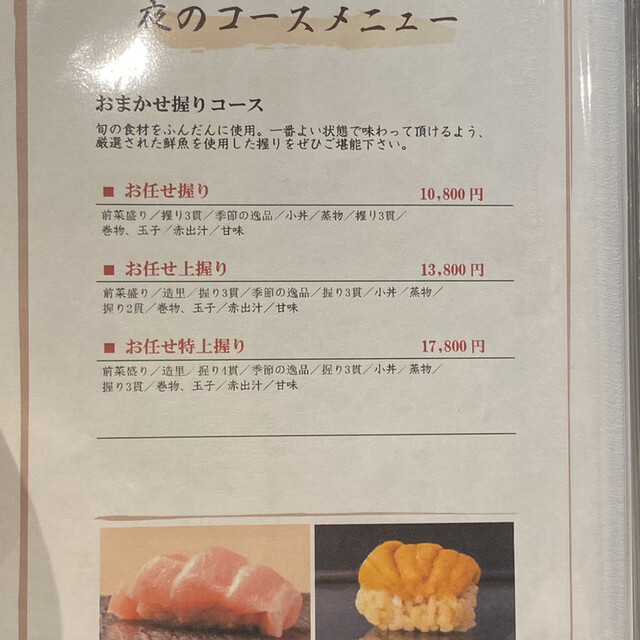 夜のコースメニュー
おまかせ握りコース
旬の食材をふんだんに使用。一番よい状態で味わって頂けるよう、
厳選された鮮魚を使用した握りをぜひご堪能下さい。
■ お任せ握り 10,800円
前菜盛り／握り3貫／季節の逸品／小丼／蒸物／握り3貫／
巻物、玉子／赤出汁／甘味
■ お任せ上握り 13,800円
前菜盛り／造里／握り3貫／季節の逸品／握り3貫／小丼／蒸物／
握り2貫／巻物、玉子／赤出汁／甘味
■ お任せ特上握り 17,800円
前菜盛り／造里／握り4貫／季節の逸品／握り3貫／小丼／蒸物／
握り3貫／巻物、玉子／赤出汁／甘味